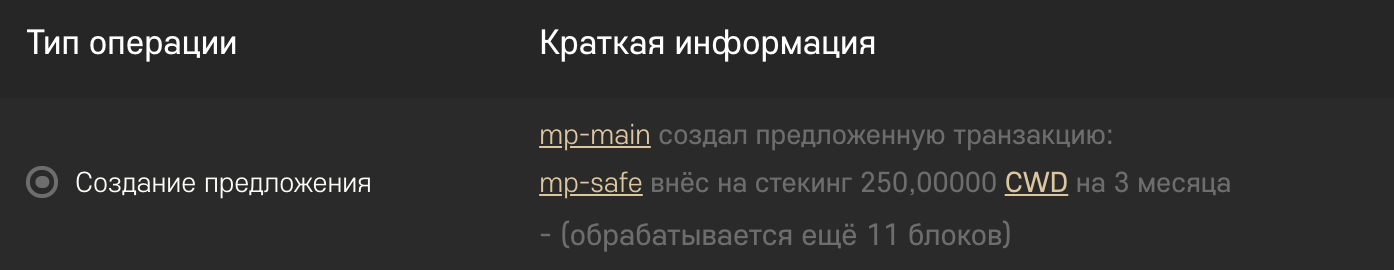 Тип операции
Краткая информация
Создание предложения
mp-main создал предложенную транзакцию:
mp-safe внёс на стекинг 250,00000 CWD на 3 месяца
- (обрабатывается ещё 11 блоков)